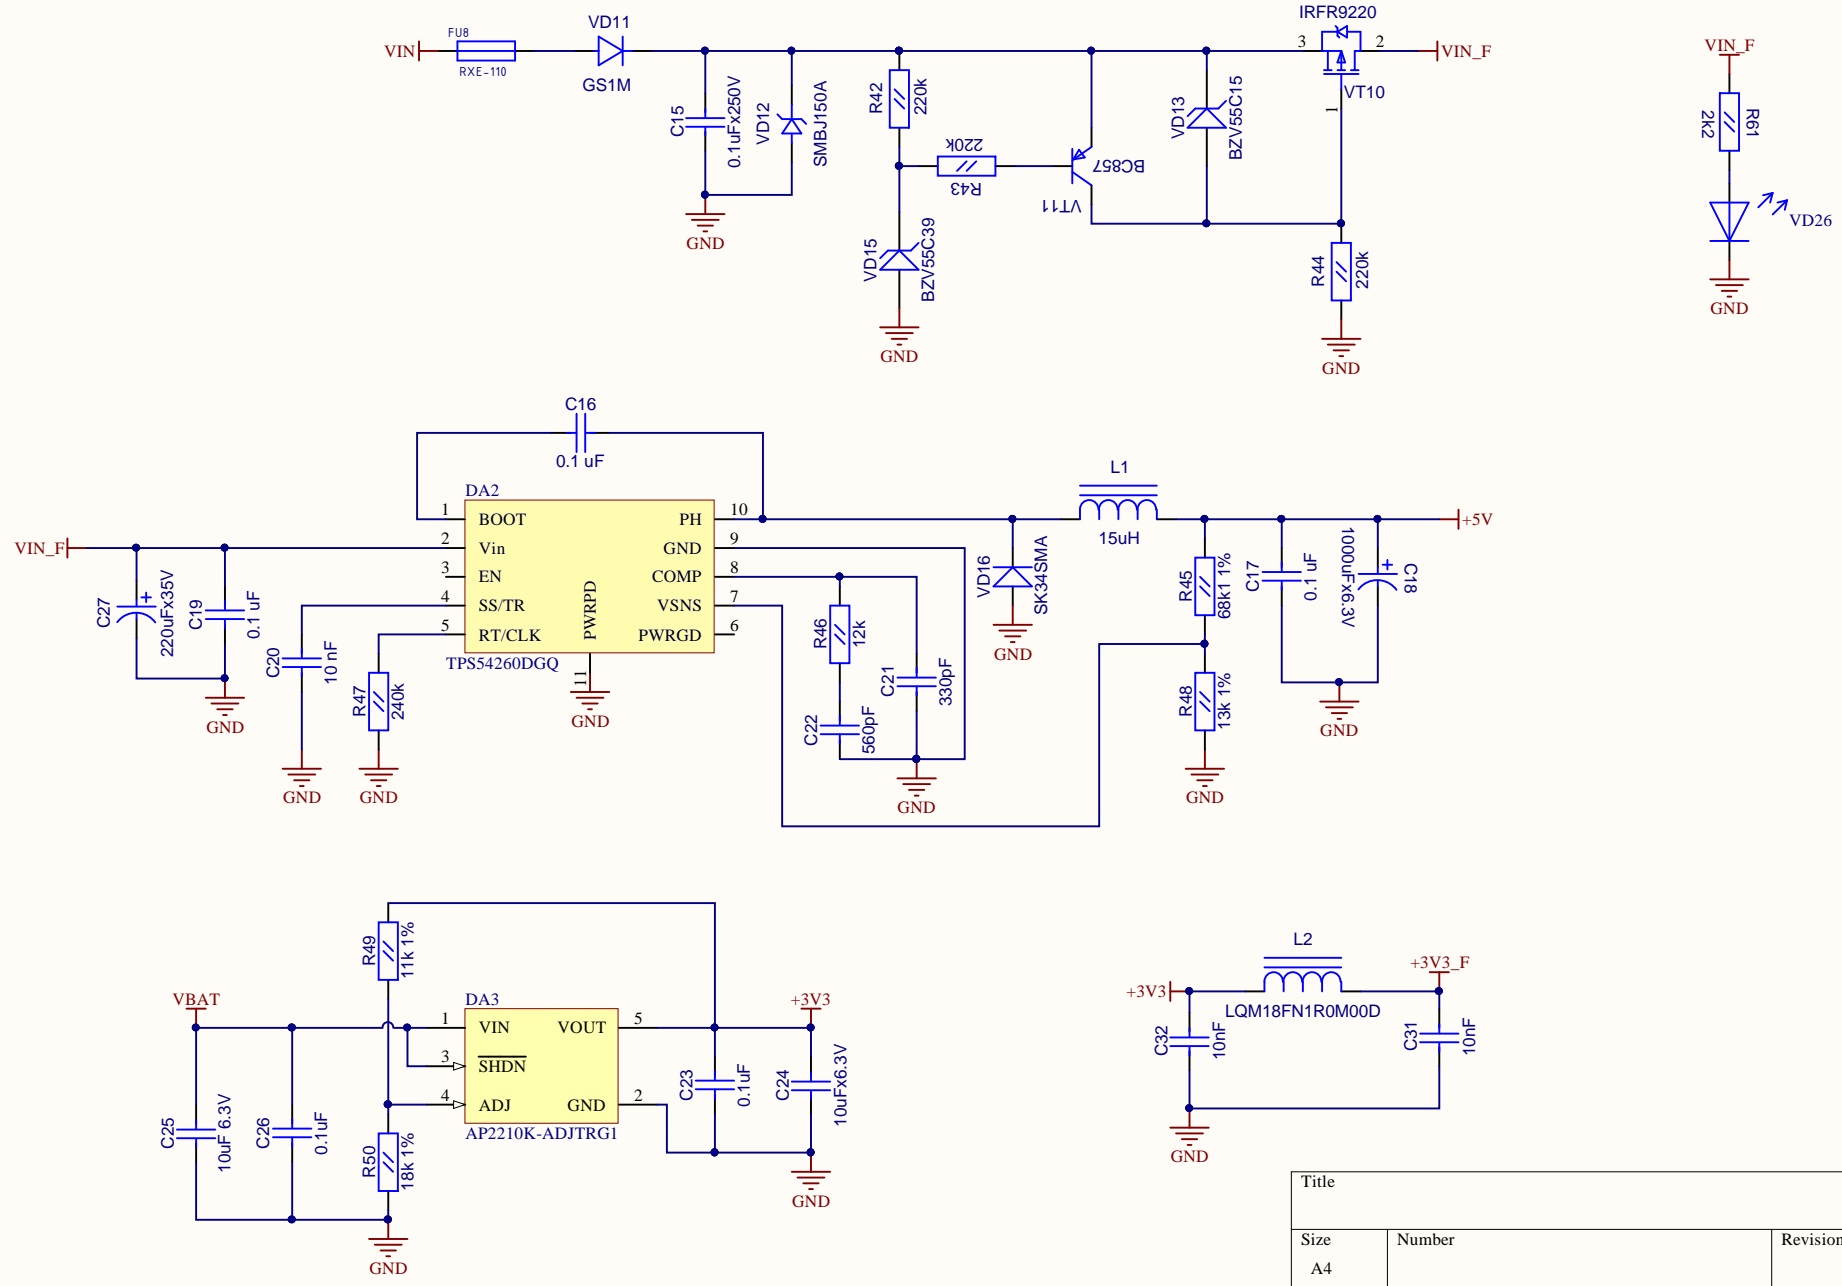 VIN
FU8
RXE-110
VD11
GS1M
C15
0.1uFx250V
VD12
SMBJ150A
GND
R42
220k
220k
R43
VD15
BZV55C39
GND
BC857
VT11
VD13
BZV55C15
IRFR9220
3
2
1
VT10
VIN_F
R44
220k
GND
VIN_F
R61
2k2
VD26
GND
C16
0.1 uF
DA2
1
BOOT
2
Vin
3
EN
4
SS/TR
5
RT/CLK
PH
10
GND
9
COMP
8
VSNS
7
PWRGD
6
PWRPD
11
TPS54260DGQ
GND
VIN_F
C27
220uFx35V
C19
0.1 uF
GND
C20
10 nF
GND
R47
240k
GND
R46
12k
C22
560pF
C21
330pF
GND
VD16
SK34SMA
GND
L1
15uH
R45
68k1 1%
R48
13k 1%
GND
C17
0.1 uF
1000uFx6.3V
C18
GND
+5V
VBAT
C25
10uF 6.3V
C26
0.1uF
R49
11k 1%
R50
18k 1%
GND
DA3
1
VIN
3
SHDN
4
ADJ
VOUT
5
GND
2
AP2210K-ADJTRG1
+3V3
C23
0.1uF
C24
10uFx6.3V
GND
+3V3
L2
LQM18FN1R0M00D
+3V3_F
C32
10nF
C31
10nF
GND
Title
Size
Number
Revision
A4